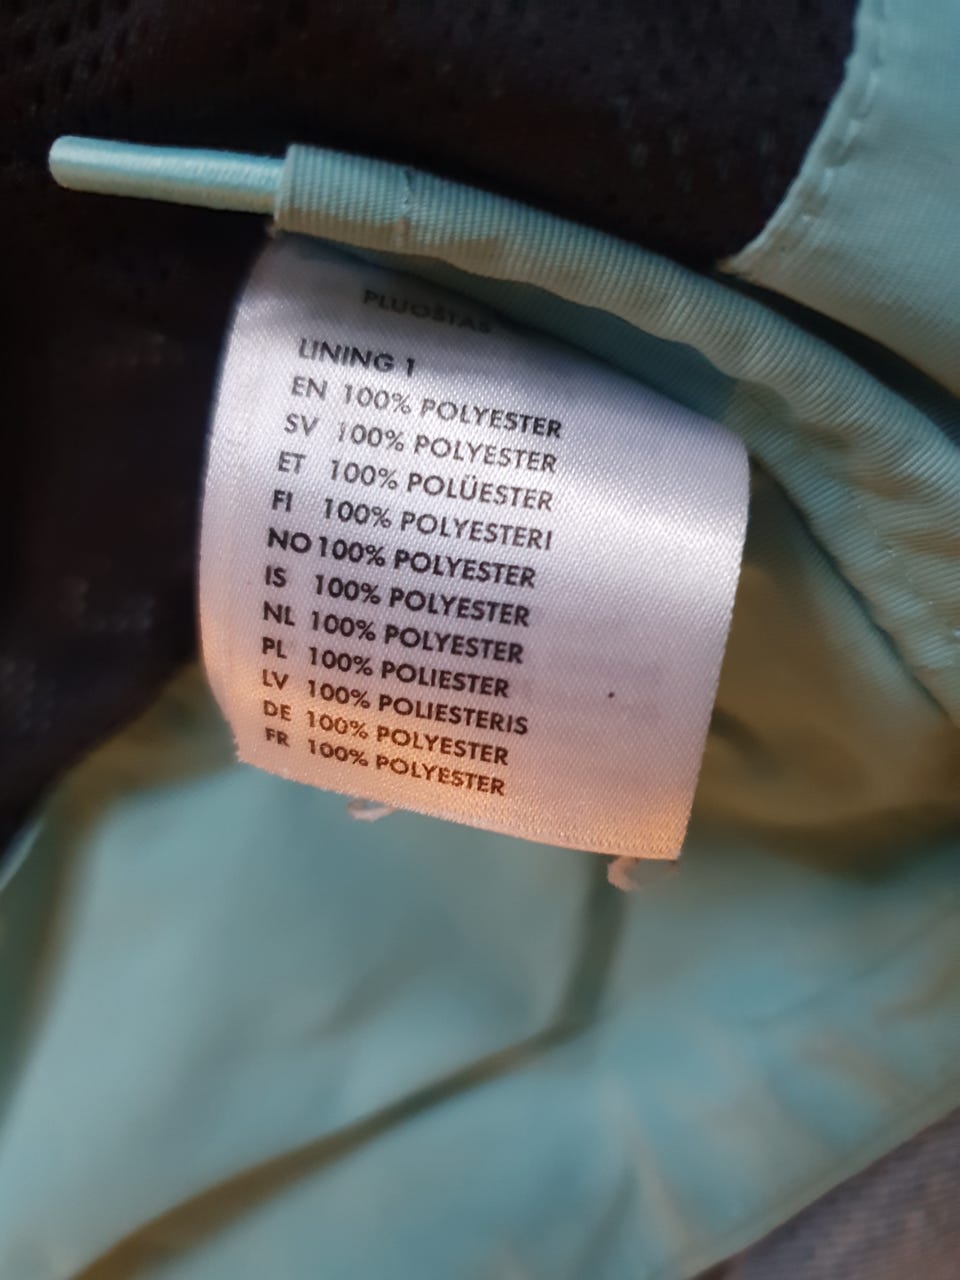 PLUOŠTAS
LINING 1
EN 100% POLYESTER
SV 100% POLYESTER
ET 100% POLÜESTER
FI 100% POLYESTERI
NO 100% POLYESTER
IS 100% POLYESTER
NL 100% POLYESTER
PL 100% POLIESTER
LV 100% POLIESTERIS
DE 100% POLYESTER
FR 100% POLYESTER